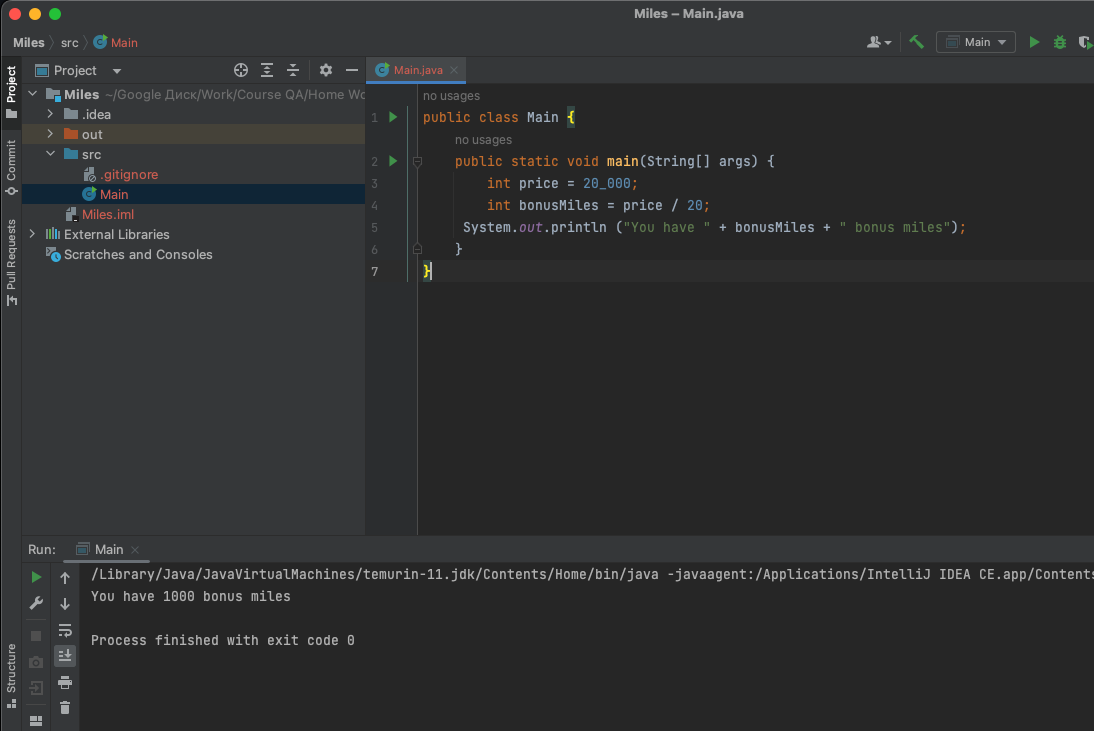 Miles – Main.java
Miles src Main
Main
Project
Main.java
Miles ~/Google Диск/Work/Course QA/Home Wo
.idea
out
src
.gitignore
Main
Miles.iml
External Libraries
Scratches and Consoles
Project
Commit
Pull Requests
Structure
no usages
1 public class Main {
no usages
2 public static void main(String[] args) {
3 int price = 20_000;
4 int bonusMiles = price / 20;
5 System.out.println ("You have " + bonusMiles + " bonus miles");
6 }
7 }
Run: Main
/Library/Java/JavaVirtualMachines/temurin-11.jdk/Contents/Home/bin/java -javaagent:/Applications/IntelliJ IDEA CE.app/Contents
You have 1000 bonus miles
Process finished with exit code 0